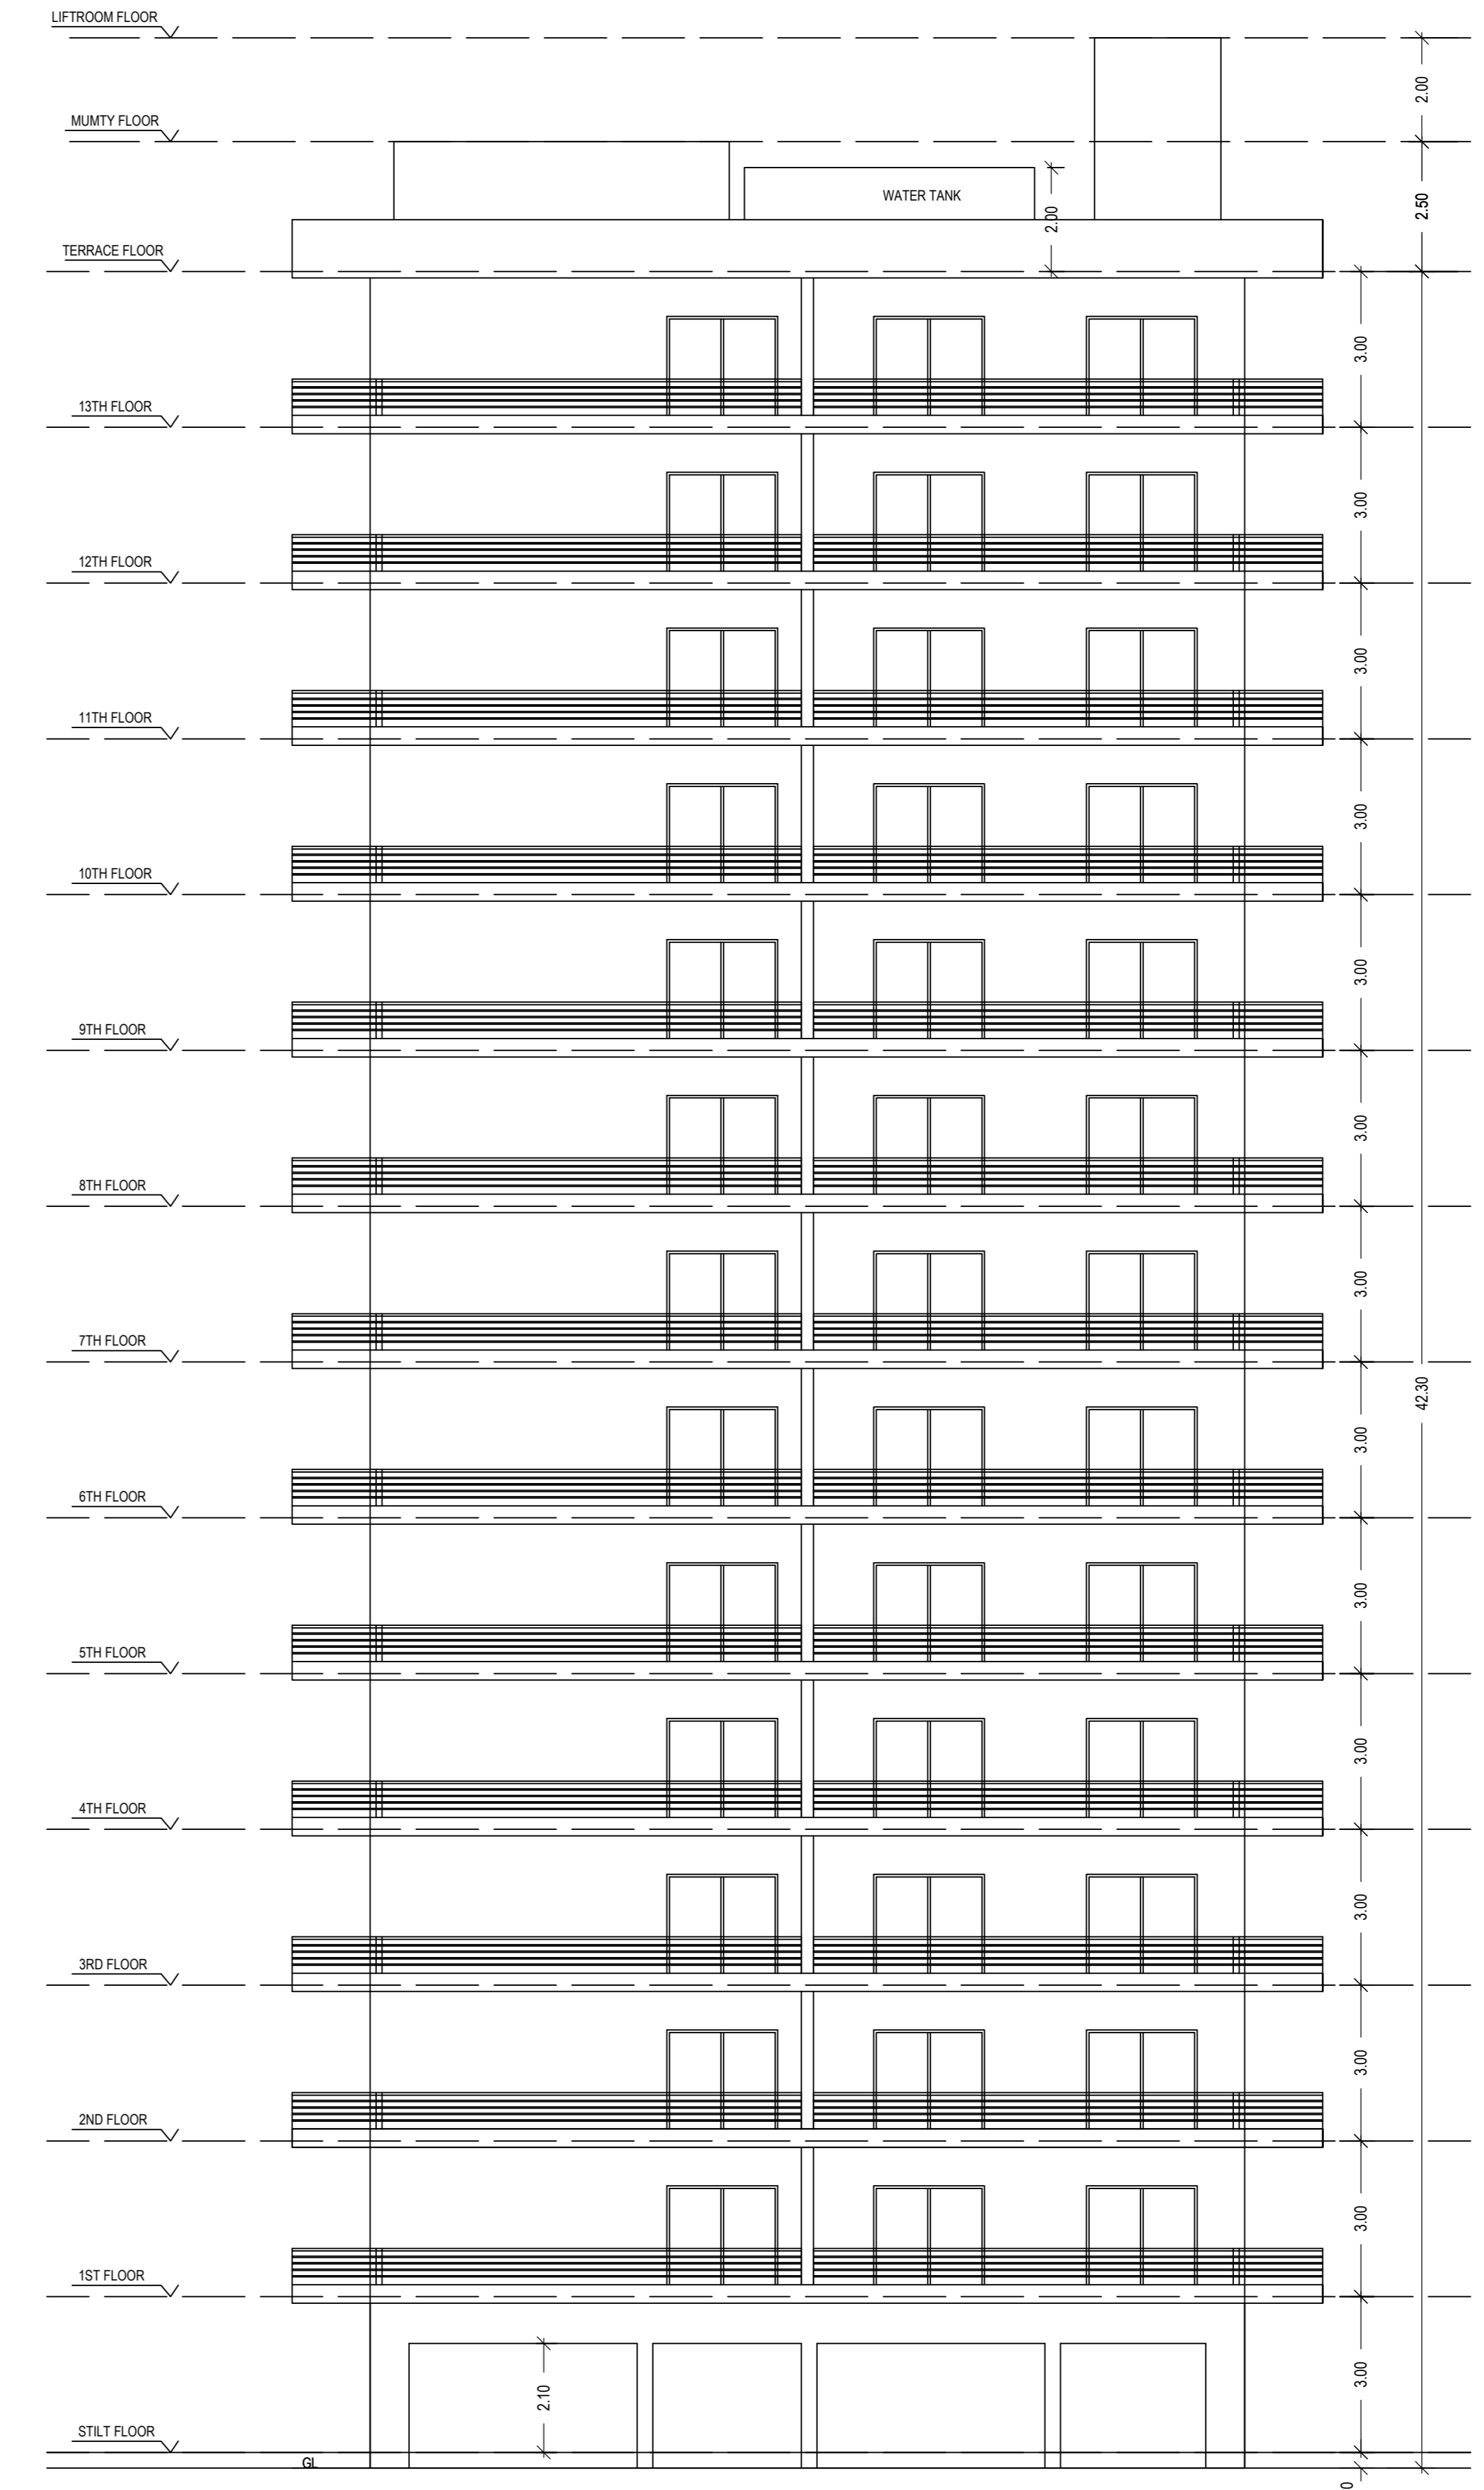 LIFTROOM FLOOR
2.00
MUMTY FLOOR
WATER TANK
2.00
2.50
TERRACE FLOOR
3.00
13TH FLOOR
3.00
12TH FLOOR
3.00
11TH FLOOR
3.00
10TH FLOOR
3.00
9TH FLOOR
3.00
8TH FLOOR
3.00
7TH FLOOR
42.30
3.00
6TH FLOOR
3.00
5TH FLOOR
3.00
4TH FLOOR
3.00
3RD FLOOR
3.00
2ND FLOOR
3.00
1ST FLOOR
3.00
2.10
STILT FLOOR
GL
0